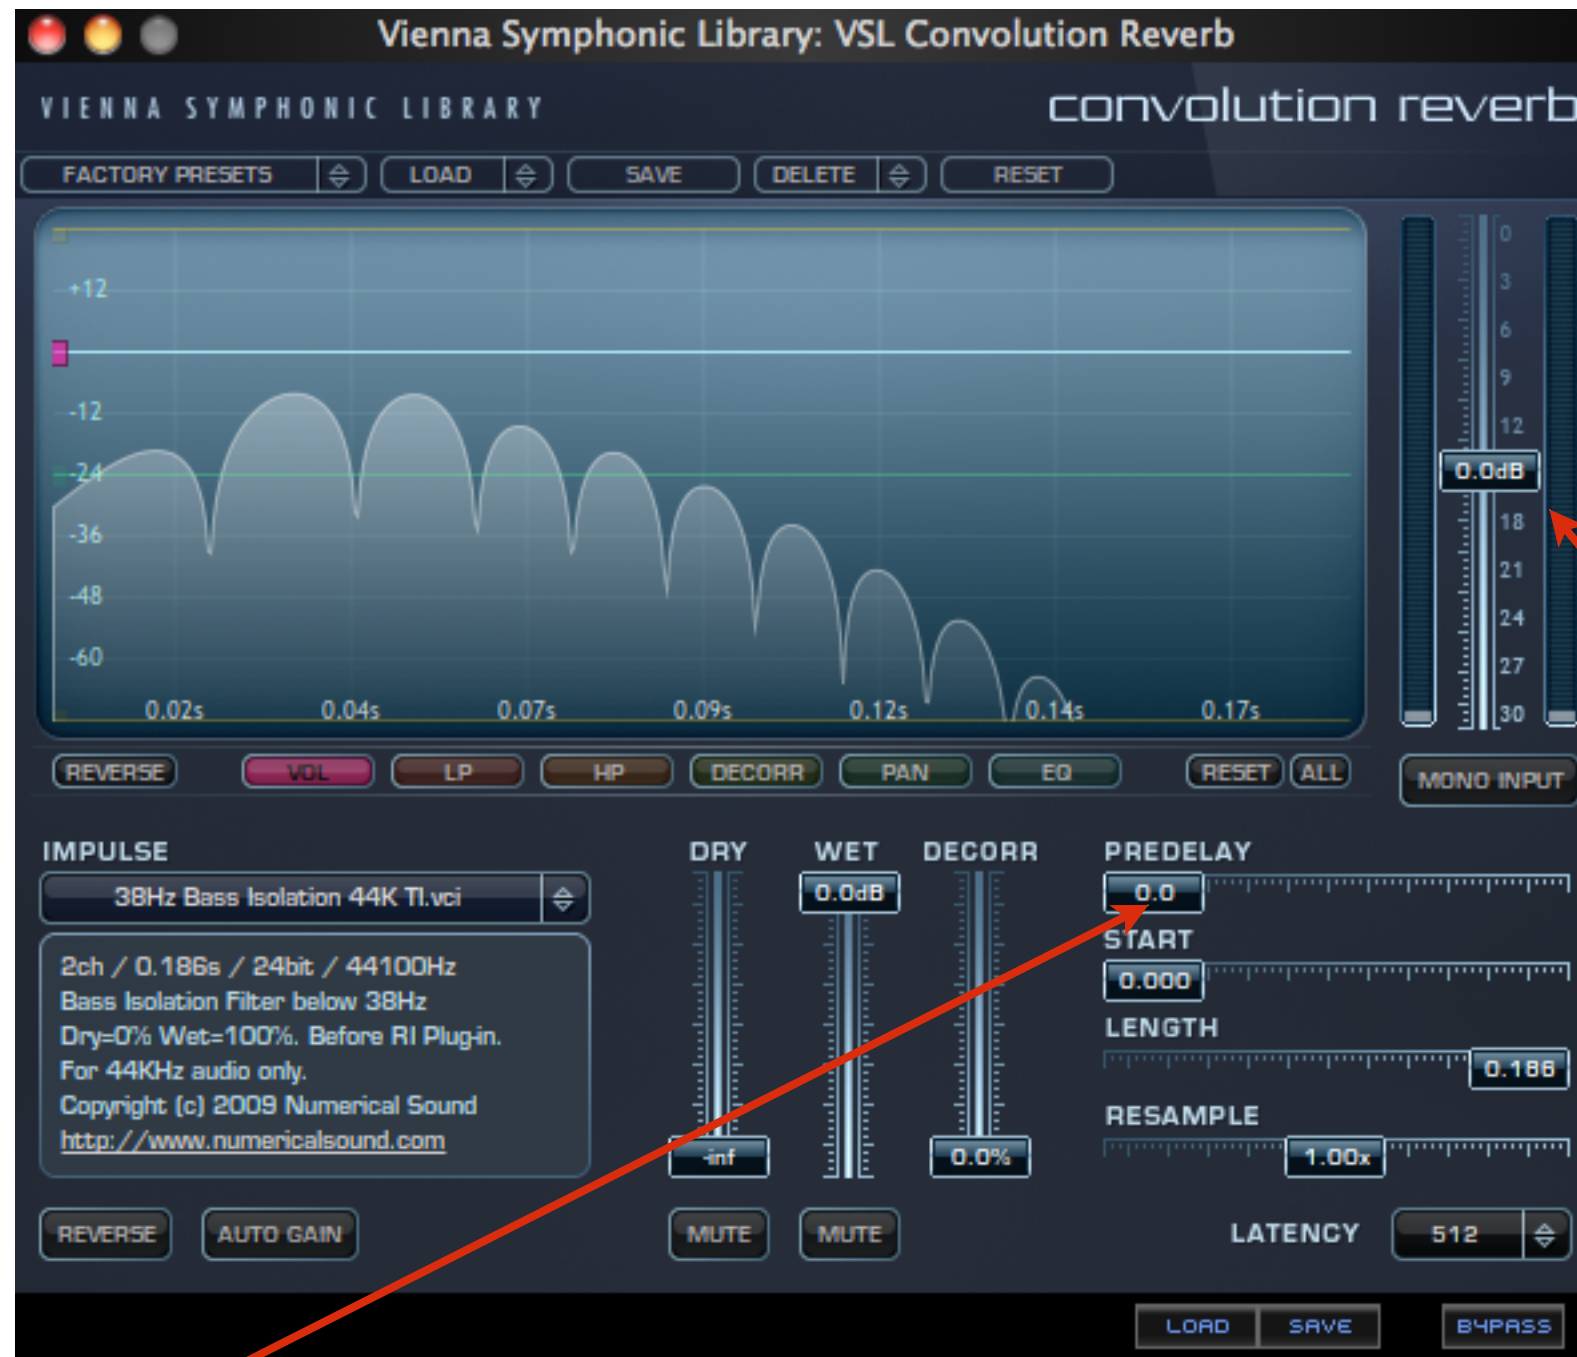 Vienna Symphonic Library: VSL Convolution Reverb
VIENNA SYMPHONIC LIBRARY
convolution reverb
FACTORY PRESETS LOAD SAVE DELETE RESET
+12
-12
-24
-36
-48
-60
0.02s 0.04s 0.07s 0.09s 0.12s 0.14s 0.17s
0
3
6
9
12
0.0dB
18
21
24
27
30
REVERSE VOL LP HP DECORR PAN EQ RESET ALL
MONO INPUT
IMPULSE
38Hz Bass Isolation 44K TI.vci
2ch / 0.186s / 24bit / 44100Hz
Bass Isolation Filter below 38Hz
Dry=0% Wet=100%. Before RI Plug-in.
For 44KHz audio only.
Copyright (c) 2009 Numerical Sound
http://www.numericalsound.com
REVERSE AUTO GAIN
DRY WET DECORR
0.0dB
-inf 0.0%
MUTE MUTE
PREDELAY
0.0
START
0.000
LENGTH
0.186
RESAMPLE
1.00x
LATENCY 512
LOAD SAVE BYPASS